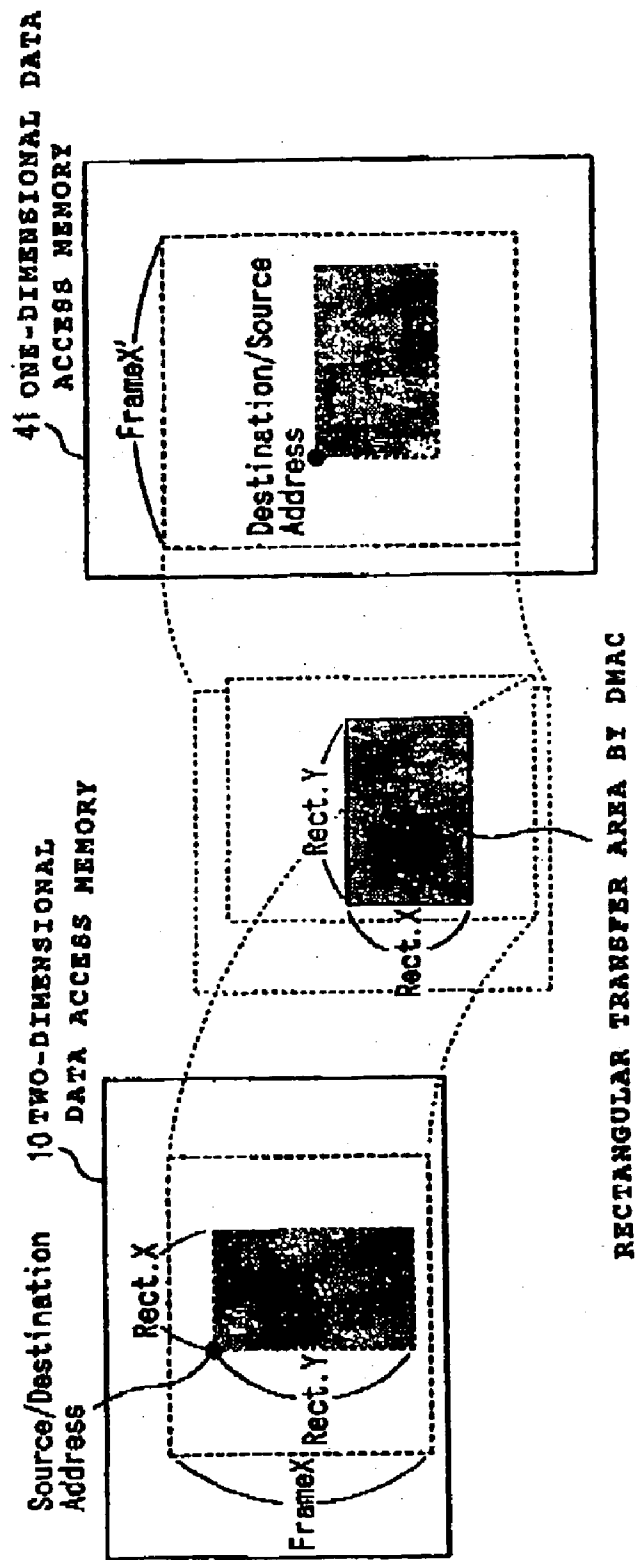 Source/Destination
Address
10 TWO-DIMENSIONAL
DATA ACCESS MEMORY
Rect.X
Rect.Y
FrameX
Rect.Y
Rect.X
RECTANGULAR TRANSFER AREA BY DMAC
41 ONE-DIMENSIONAL DATA
ACCESS MEMORY
FrameX'
Destination/Source
Address